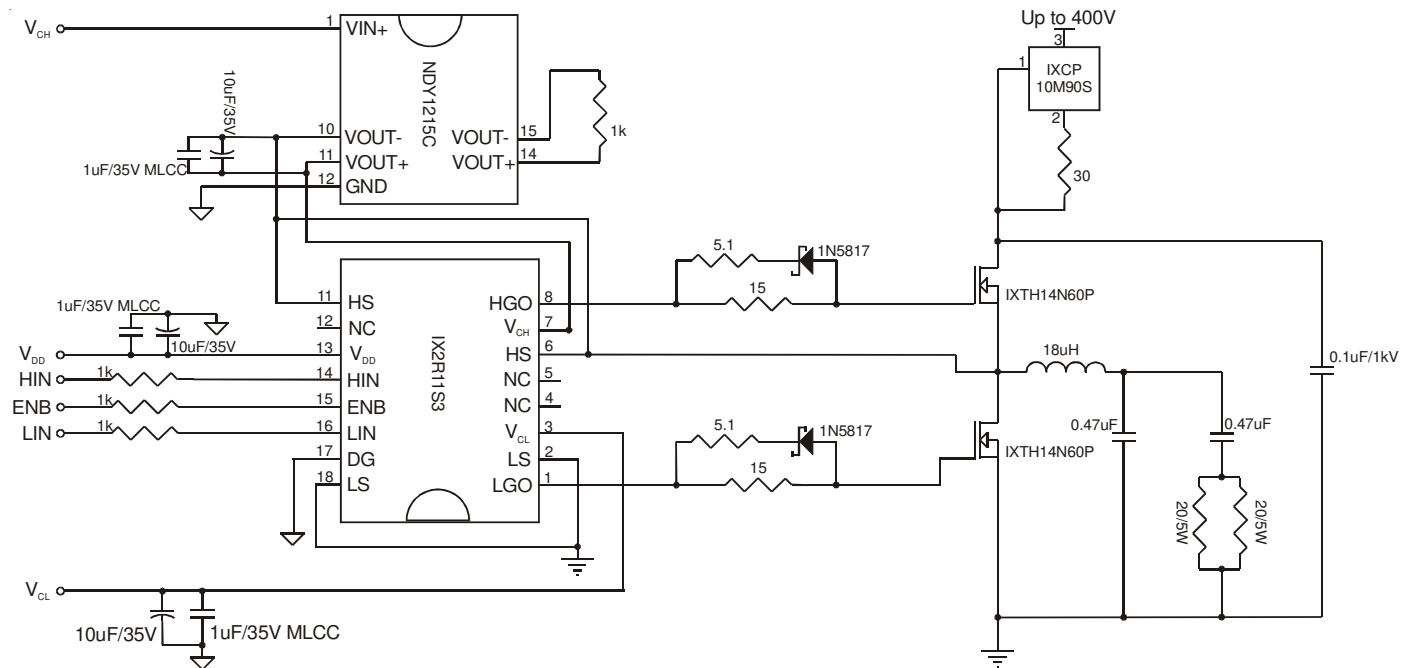 Up to 400V
V_CH
1
VIN+
3
1
IXCP
10M90S
2
30
NDY1215C
10uF/35V
1uF/35V MLCC
10
VOUT-
11
VOUT+
12
GND
VOUT-
15
VOUT+
14
1k
5.1
1N5817
15
IXTH14N60P
1uF/35V MLCC
10uF/35V
V_DD
HIN
1k
ENB
1k
LIN
1k
IX2R11S3
11
HS
12
NC
13
V_DD
14
HIN
15
ENB
16
LIN
17
DG
18
LS
HGO
8
V_CH
7
HS
6
NC
5
NC
4
V_CL
3
LS
2
LGO
1
18uH
0.1uF/1kV
0.47uF
0.47uF
5.1
1N5817
15
IXTH14N60P
20/5W
20/5W
V_CL
10uF/35V
1uF/35V MLCC